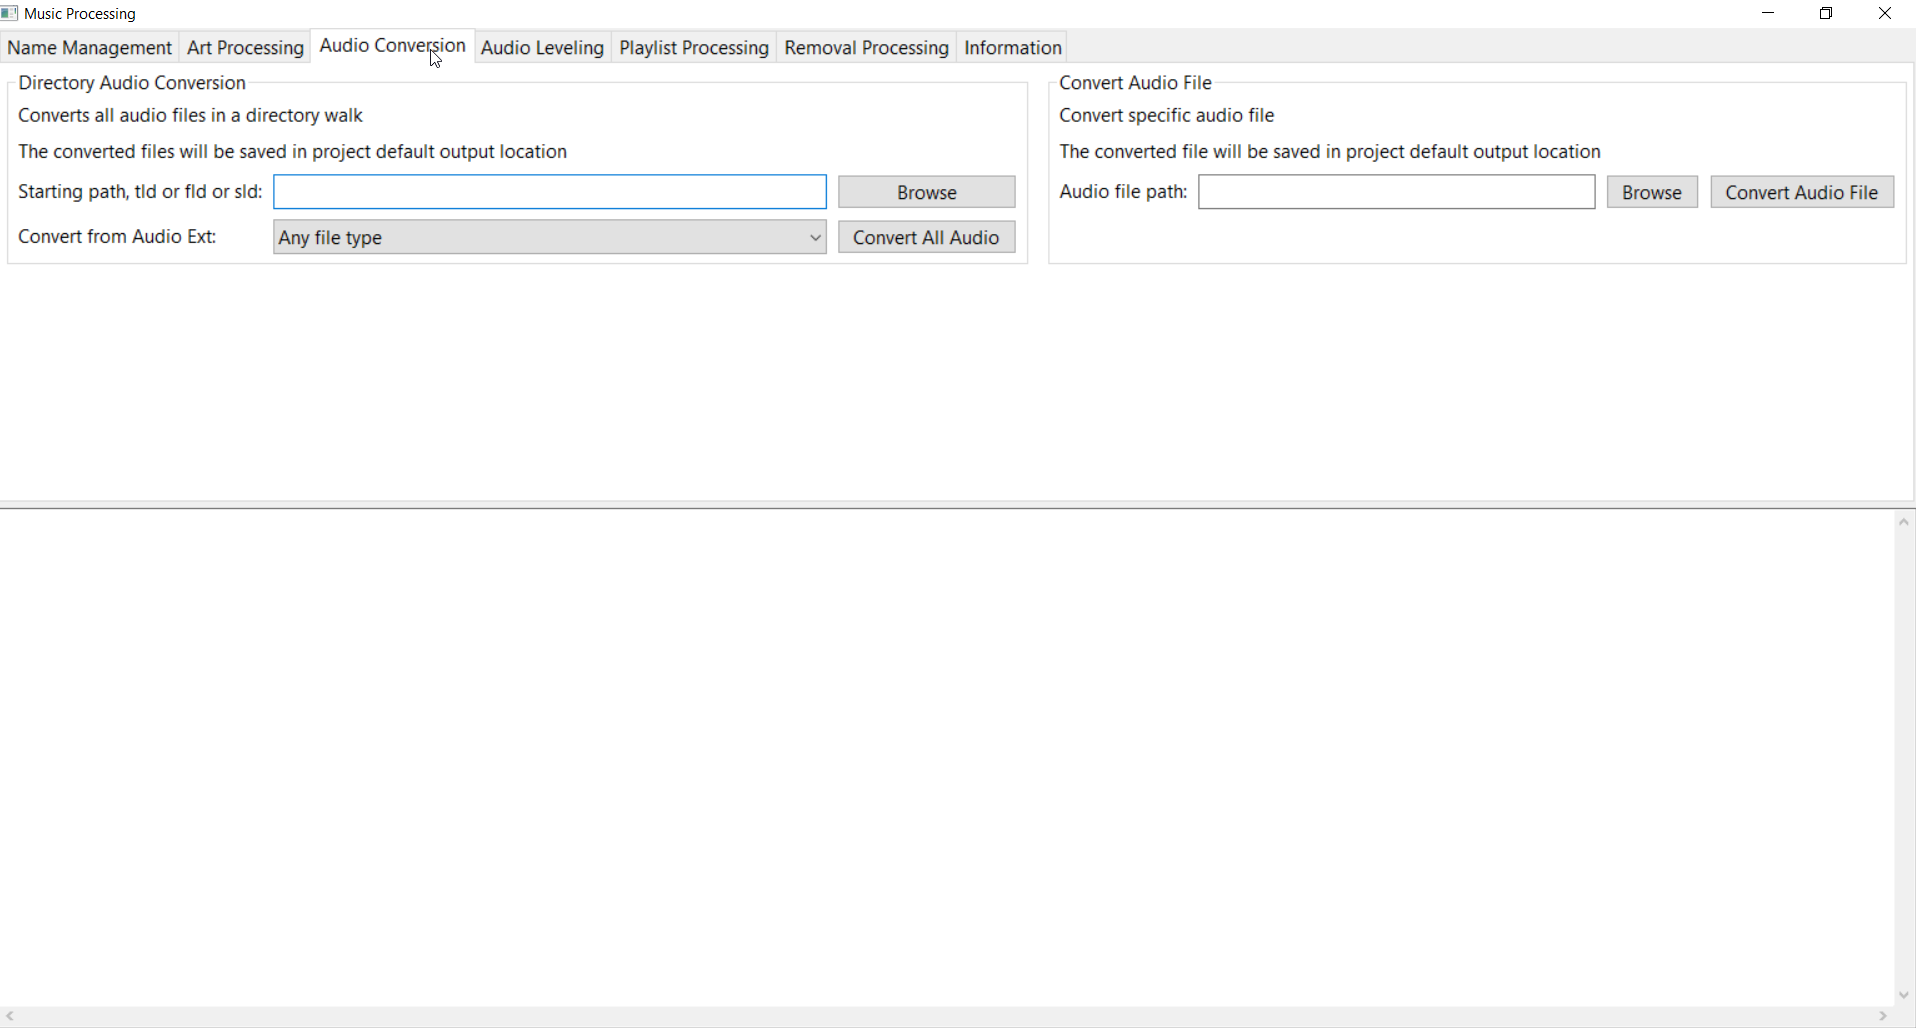 Music Processing
Name Management Art Processing Audio Conversion Audio Leveling Playlist Processing Removal Processing Information
Directory Audio Conversion
Converts all audio files in a directory walk
The converted files will be saved in project default output location
Starting path, tld or fld or sld: Browse
Convert from Audio Ext: Any file type Convert All Audio
Convert Audio File
Convert specific audio file
The converted file will be saved in project default output location
Audio file path: Browse Convert Audio File